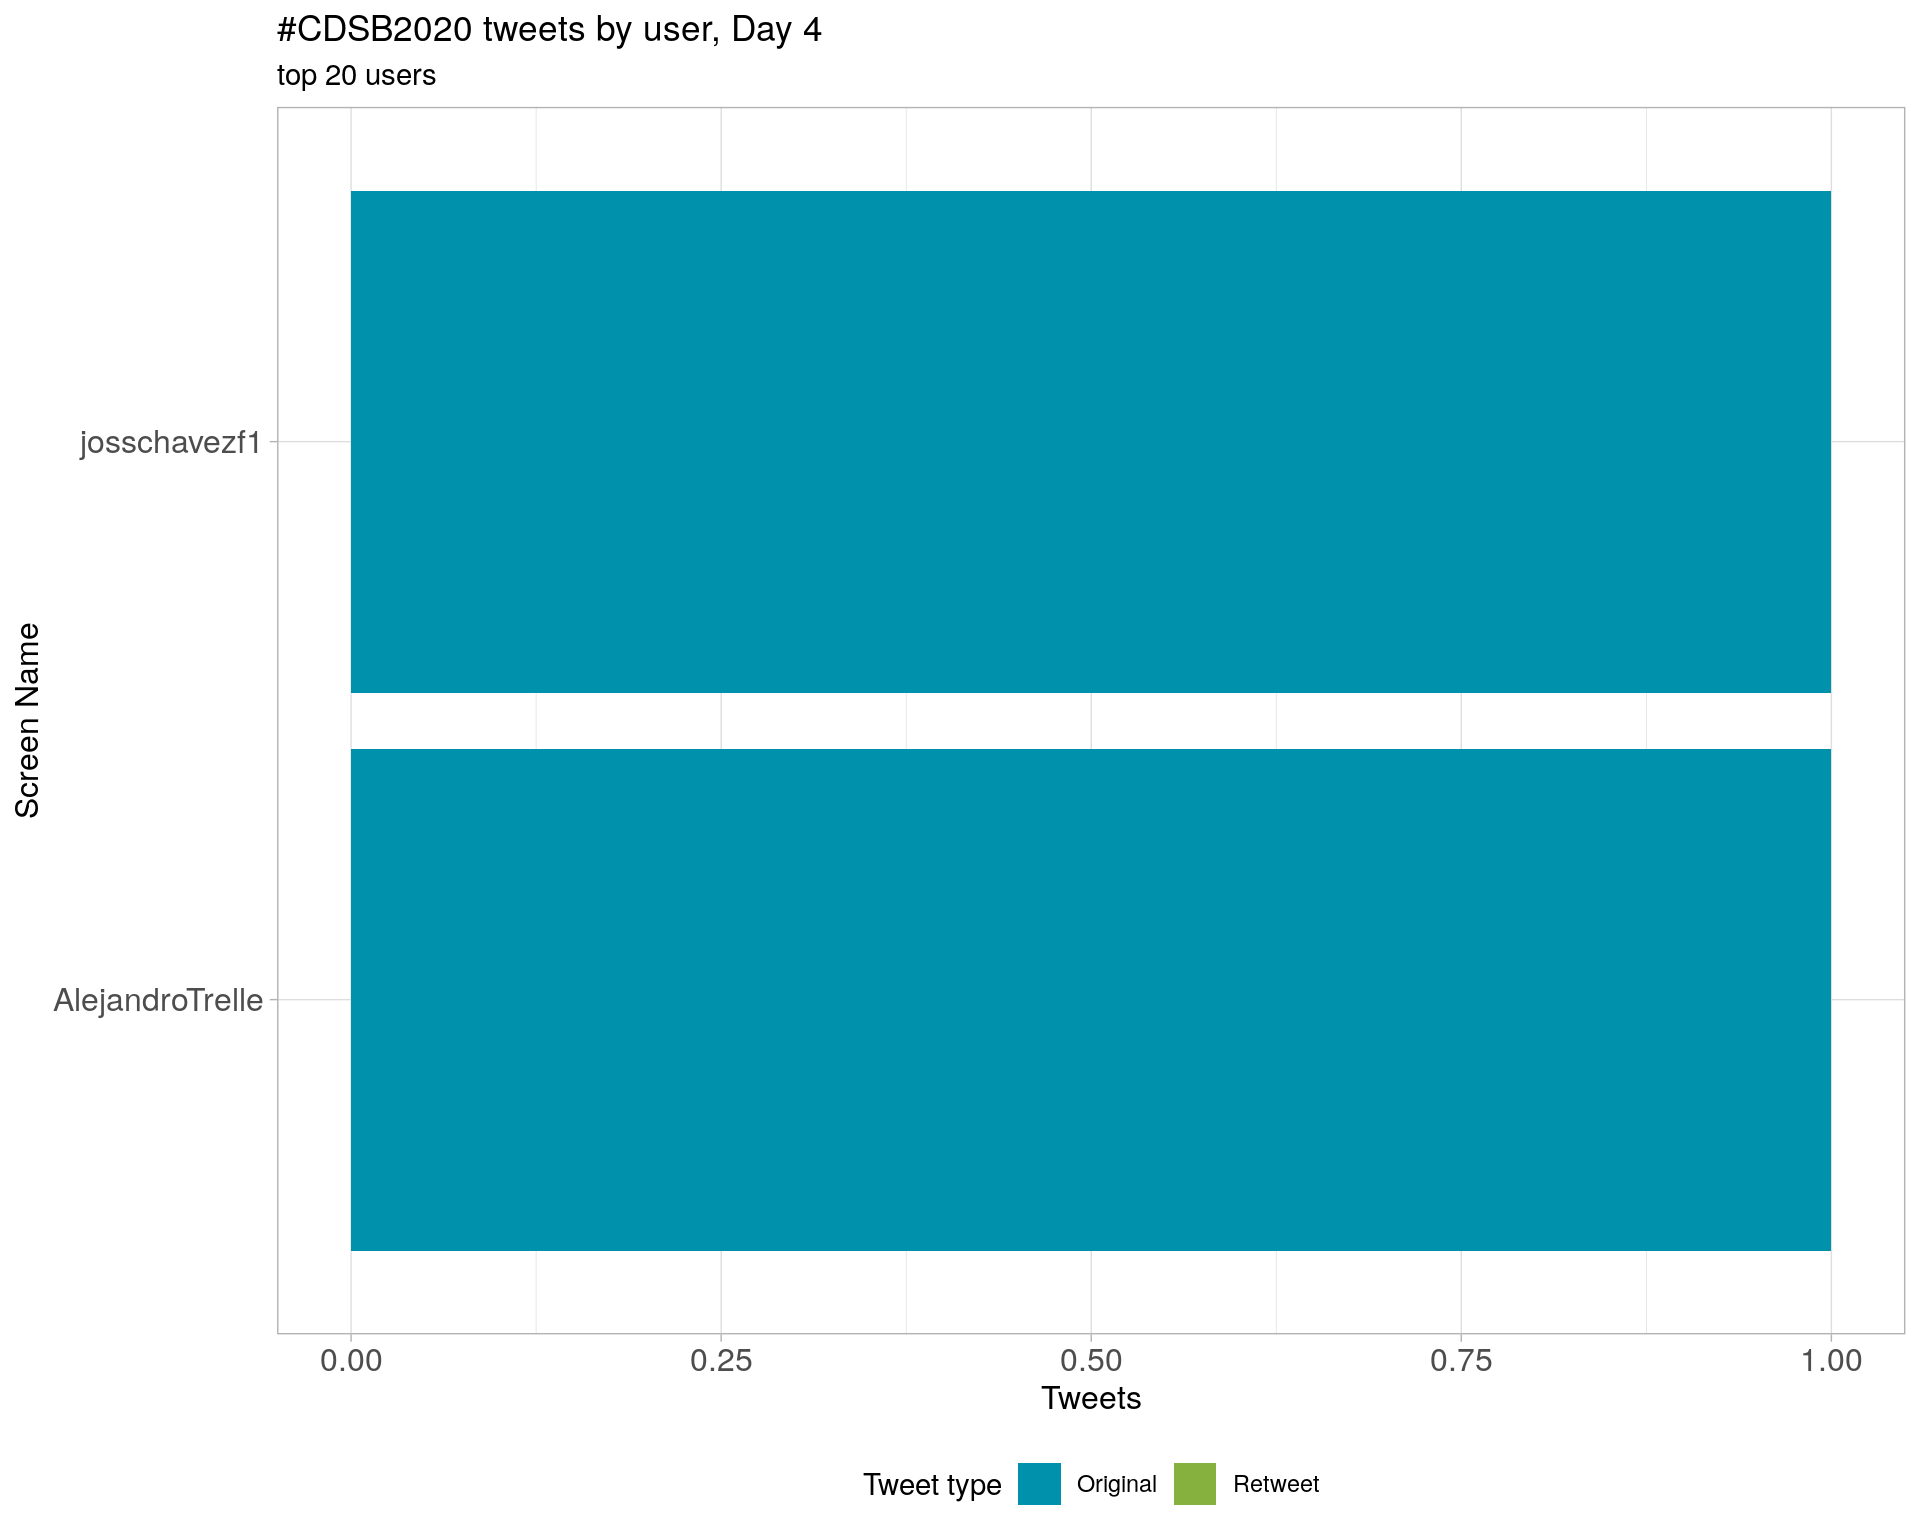 #CDSB2020 tweets by user, Day 4
top 20 users
Screen Name
josschavezf1
AlejandroTrelle
0.00 0.25 0.50 0.75 1.00
Tweets
Tweet type Original Retweet